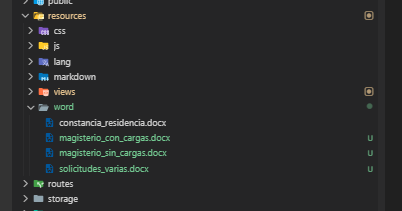 public
resources
css
js
lang
markdown
views
word
constancia_residencia.docx
magisterio_con_cargas.docx U
magisterio_sin_cargas.docx U
solicitudes_varias.docx U
routes
storage